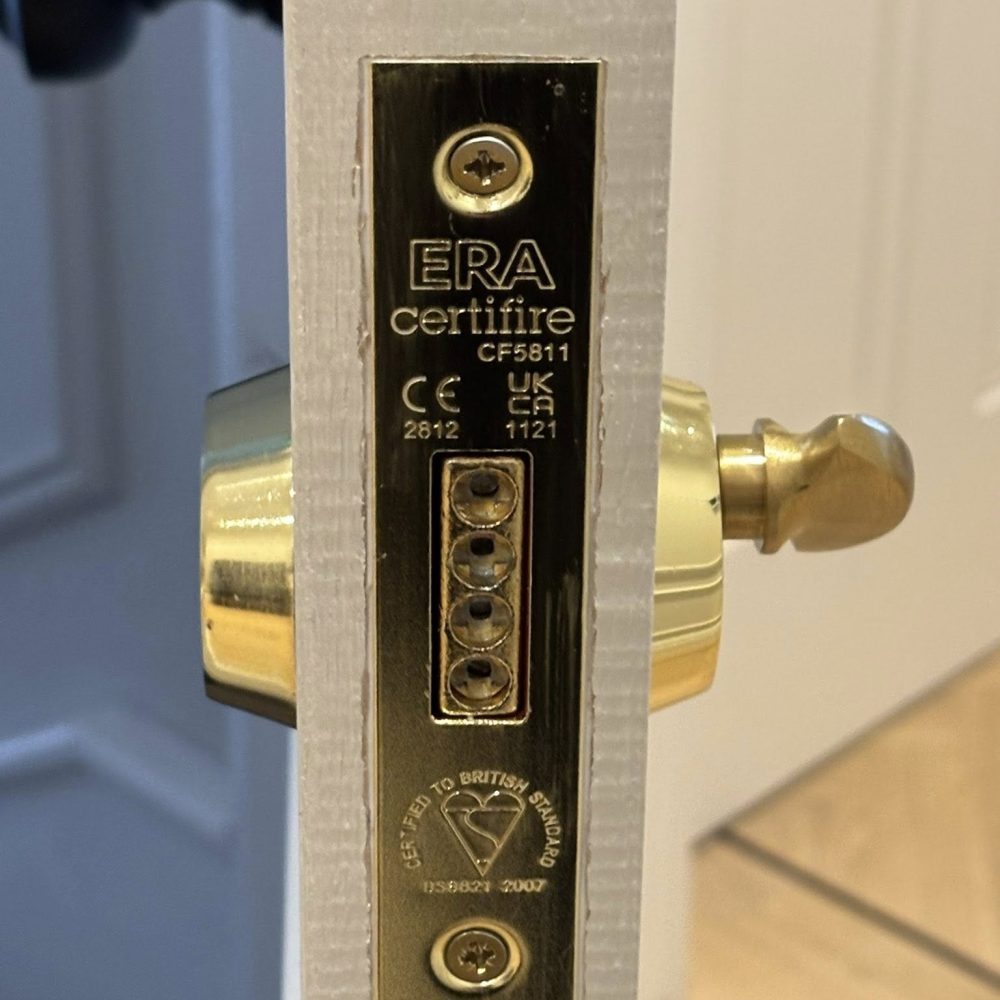 ERA
certifire
CF5811
CE
UK
CA
2812
1121
CERTIFIED TO BRITISH STANDARD
BS8621 2007